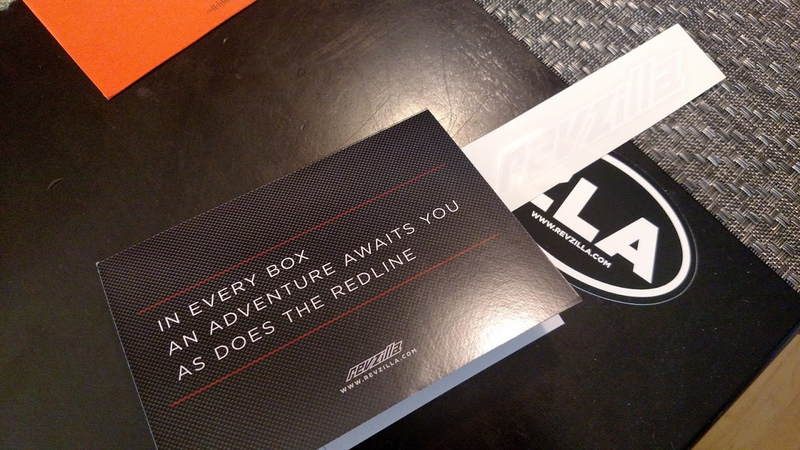 revzilla
ZLLA
WWW.REVZILLA.COM
IN EVERY BOX
AN ADVENTURE AWAITS YOU
AS DOES THE REDLINE
revzilla
WWW.REVZILLA.COM